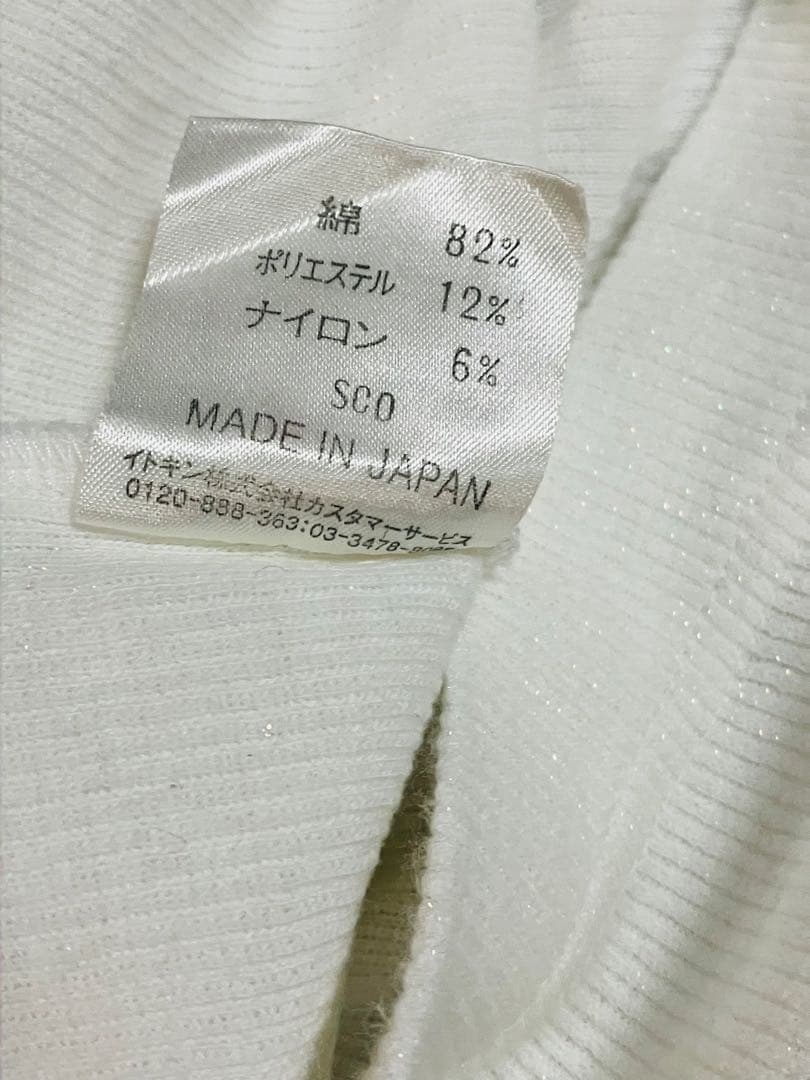 綿 82%
ポリエステル 12%
ナイロン 6%
SCO
MADE IN JAPAN
イトキン株式会社カスタマーサービス
0120-888-363:03-3478-